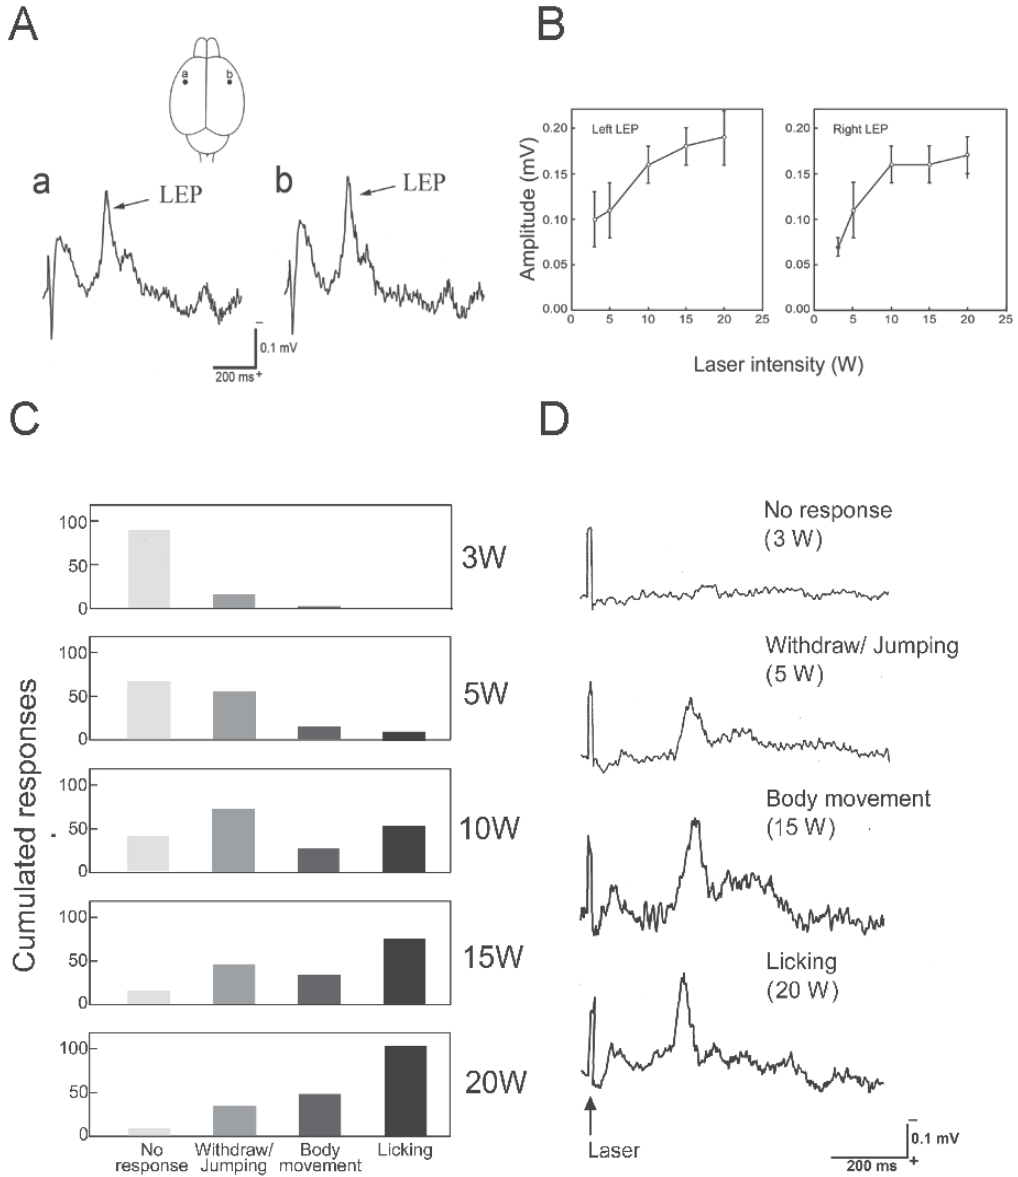 A
a
b
a
LEP
b
LEP
0.1 mV
200 ms
+
−
B
Amplitude (mV)
0.20
0.15
0.10
0.05
0.00
Left LEP
0
5
10
15
20
25
0.20
0.15
0.10
0.05
0.00
Right LEP
0
5
10
15
20
25
Laser intensity (W)
C
Cumulated responses
100
50
0
3W
100
50
0
5W
100
50
0
10W
100
50
0
15W
100
50
0
20W
No
response
Withdraw/
Jumping
Body
movement
Licking
D
No response
(3 W)
Withdraw/ Jumping
(5 W)
Body movement
(15 W)
Licking
(20 W)
Laser
−
0.1 mV
200 ms
+